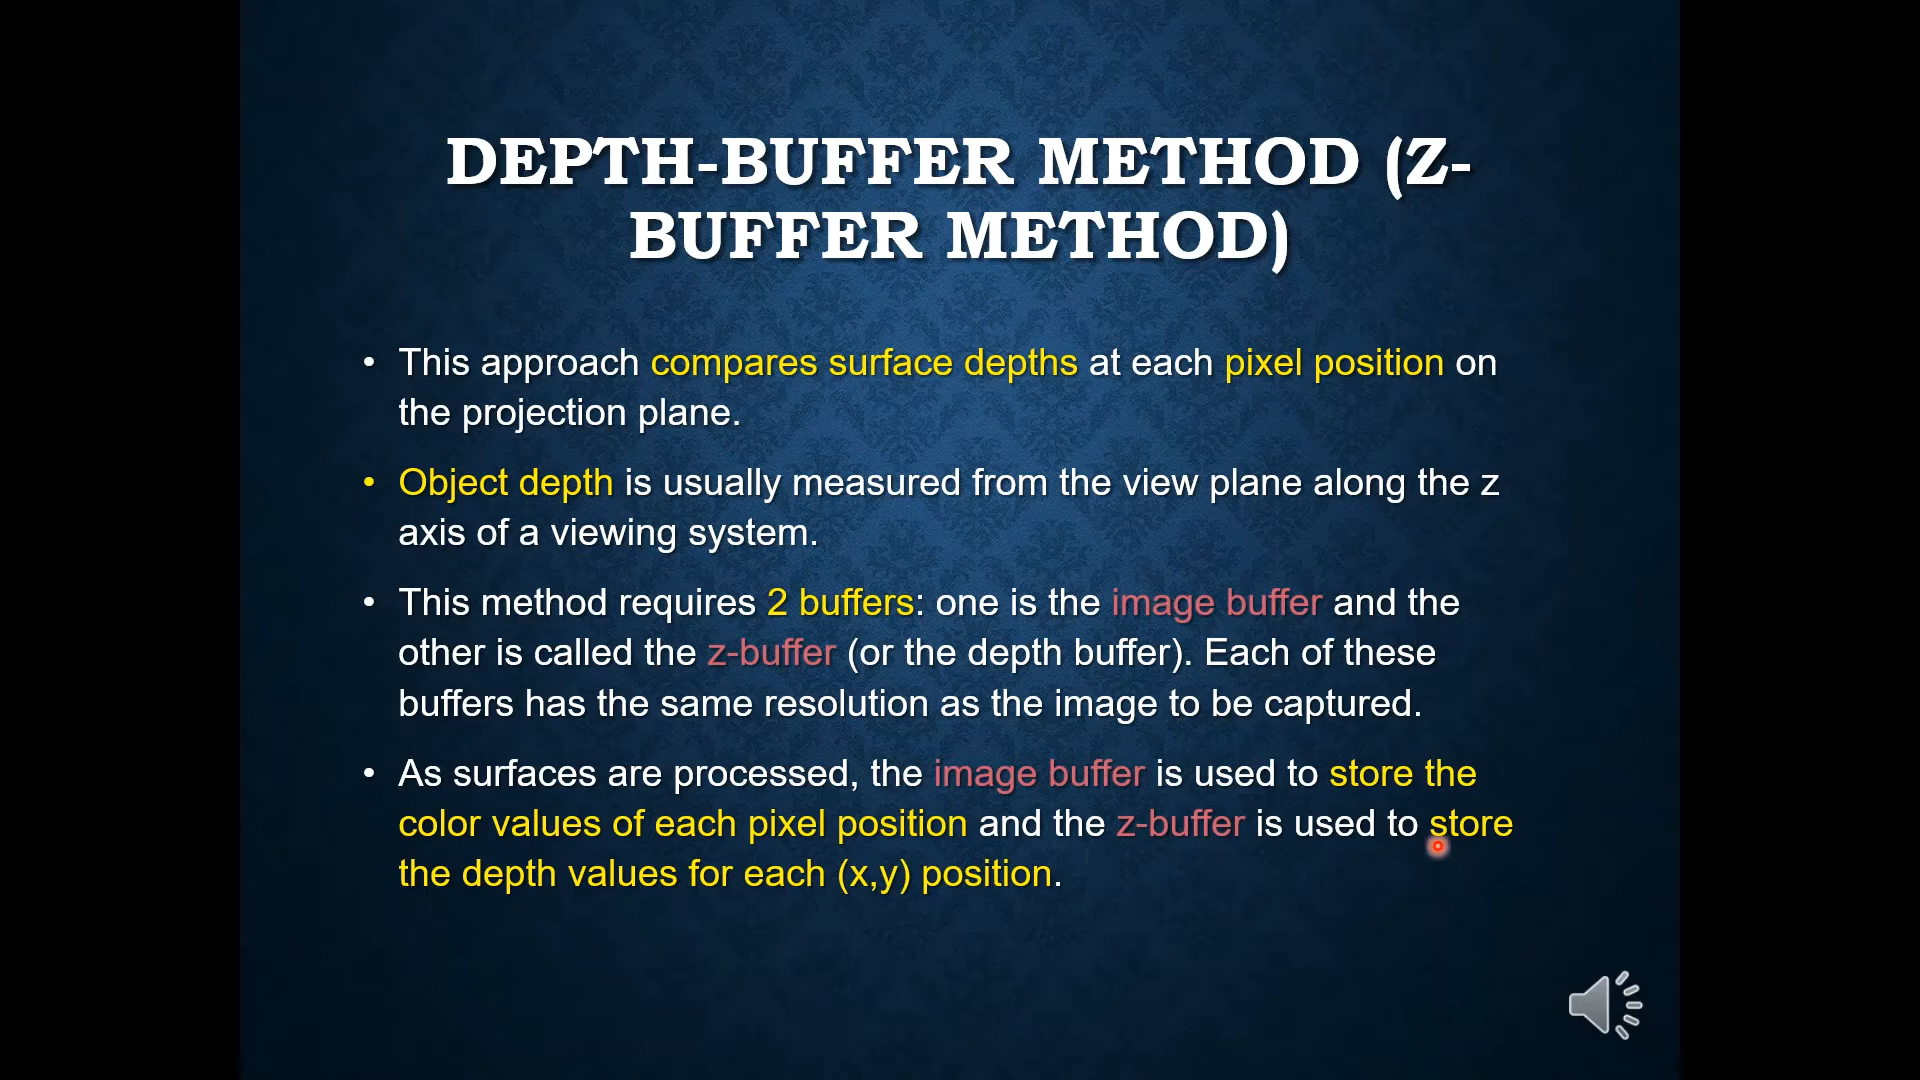 DEPTH-BUFFER METHOD (Z-
BUFFER METHOD)
• This approach compares surface depths at each pixel position on
the projection plane.
• Object depth is usually measured from the view plane along the z
axis of a viewing system.
• This method requires 2 buffers: one is the image buffer and the
other is called the z-buffer (or the depth buffer). Each of these
buffers has the same resolution as the image to be captured.
• As surfaces are processed, the image buffer is used to store the
color values of each pixel position and the z-buffer is used to store
the depth values for each (x,y) position.